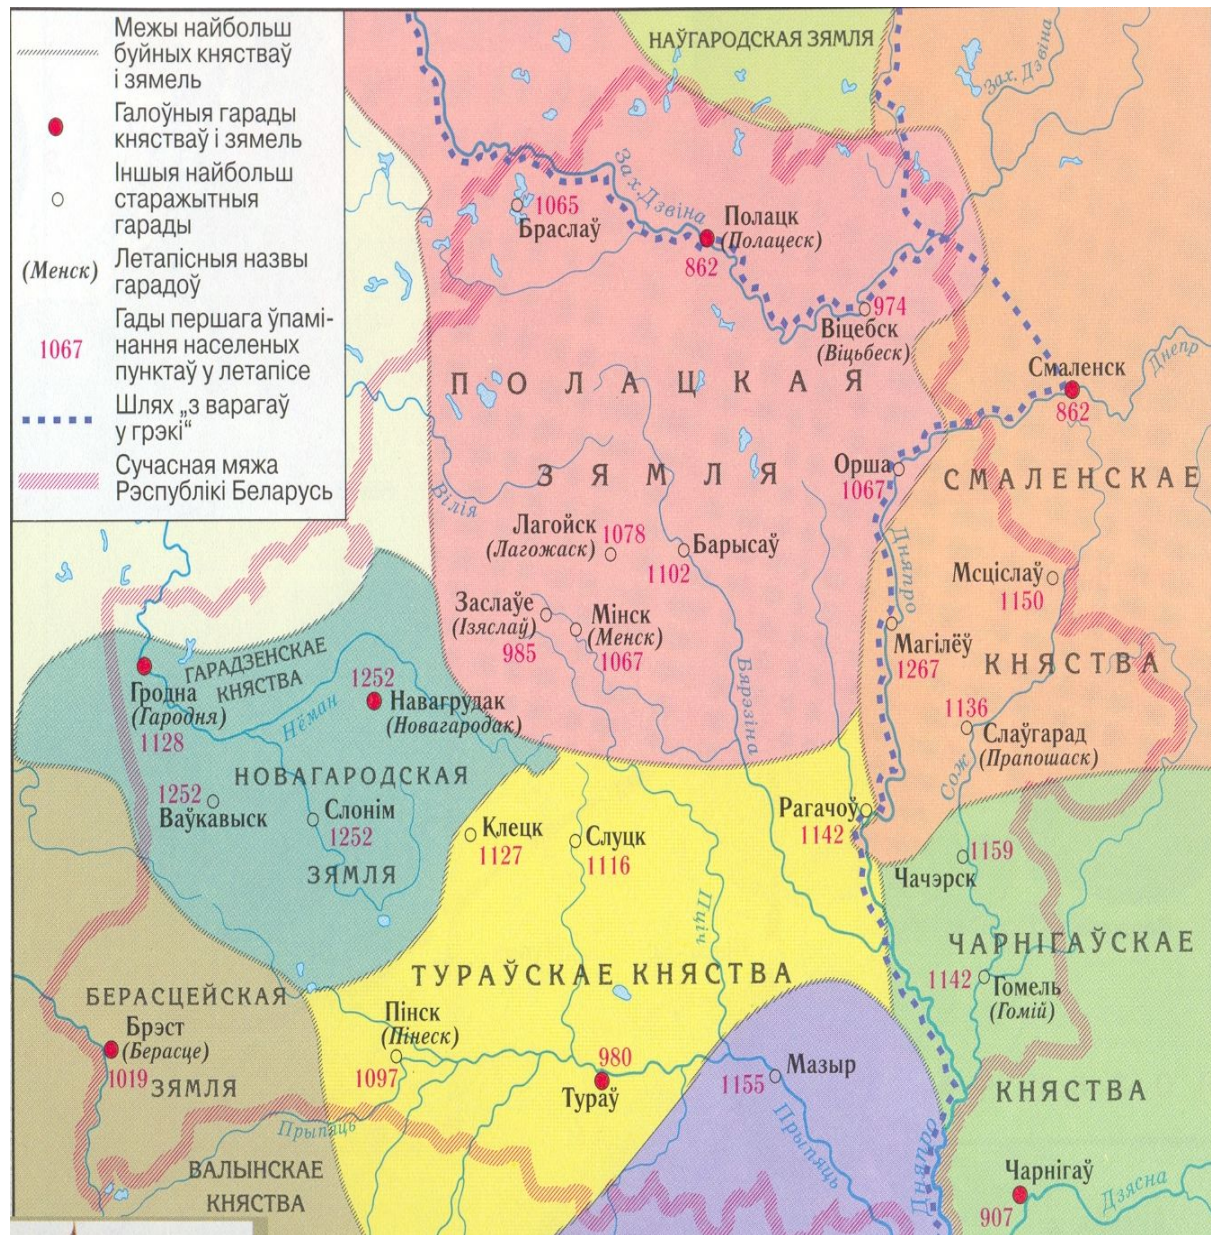 Межы найбольш
буйных княстваў
і зямель
Галоўныя гарады
княстваў і зямель
Іншыя найбольш
старажытныя
гарады
(Менск) Летапісныя назвы
гарадоў
1067 Гады першага ўпамі-
нання населеных
пунктаў у летапісе
Шлях „з варагаў
у грэкі“
Сучасная мяжа
Рэспублікі Беларусь
НАЎГАРОДСКАЯ ЗЯМЛЯ
Зах. Дзвіна
Зах. Дзвіна
1065
Браслаў
Полацк
(Полацеск)
862
974
Віцебск
(Віцьбеск)
ПОЛАЦКАЯ
ЗЯМЛЯ
Смаленск
862
Днепр
Орша
1067
СМАЛЕНСКАЕ
КНЯСТВА
Вілія
Лагойск
(Лагожаск)
1078
Барысаў
1102
Дняпро
Мсціслаў
1150
Заслаўе
(Ізяслаў)
985
Мінск
(Менск)
1067
Магілёў
1267
Бярэзіна
ГАРАДЗЕНСКАЕ
КНЯСТВА
Гродна
(Гародня)
1128
Нёман
1252
Навагрудак
(Новагародак)
1136
Слаўгарад
(Прапошаск)
Сож
НОВАГАРОДСКАЯ
ЗЯМЛЯ
1252
Ваўкавыск
Слонім
1252
Клецк
1127
Слуцк
1116
Рагачоў
1142
1159
Чачэрск
Пціч
ТУРАЎСКАЕ КНЯСТВА
ЧАРНІГАЎСКАЕ
КНЯСТВА
1142
Гомель
(Гомій)
БЕРАСЦЕЙСКАЯ
ЗЯМЛЯ
Брэст
(Берасце)
1019
Пінск
(Пінеск)
1097
980
Тураў
Мазыр
1155
Прыпяць
Прыпяць
Дняпро
ВАЛЫНСКАЕ
КНЯСТВА
Чарнігаў
907
Дзясна